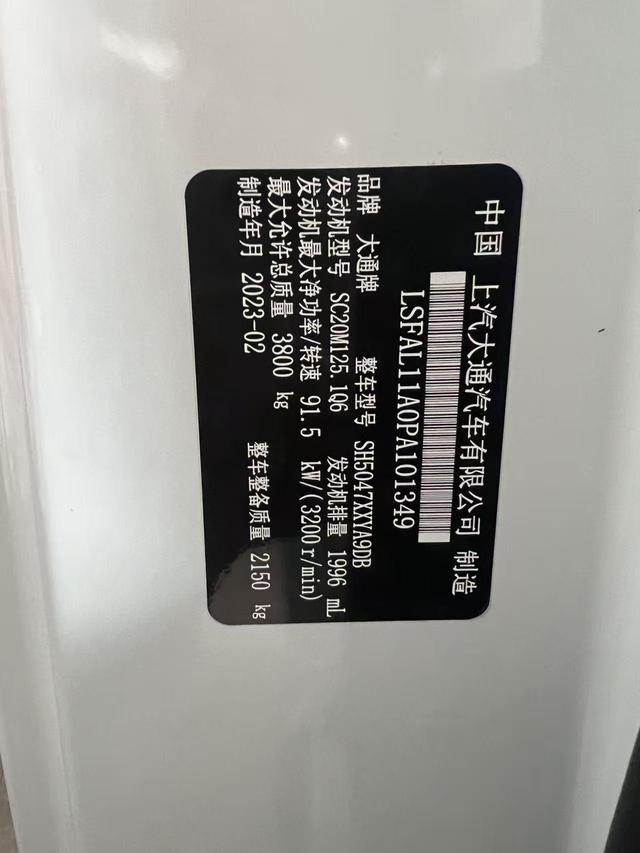 中国 上汽大通汽车有限公司 制造
LSFAL11A0PA101349
品牌 大通牌 整车型号 SH5047XXYA9DB
发动机型号 SC20M125.1Q6 发动机排量 1996 mL
发动机最大净功率/转速 91.5 kW/(3200r/min)
最大允许总质量 3800 kg 整车整备质量 2150 kg
制造年月 2023-02